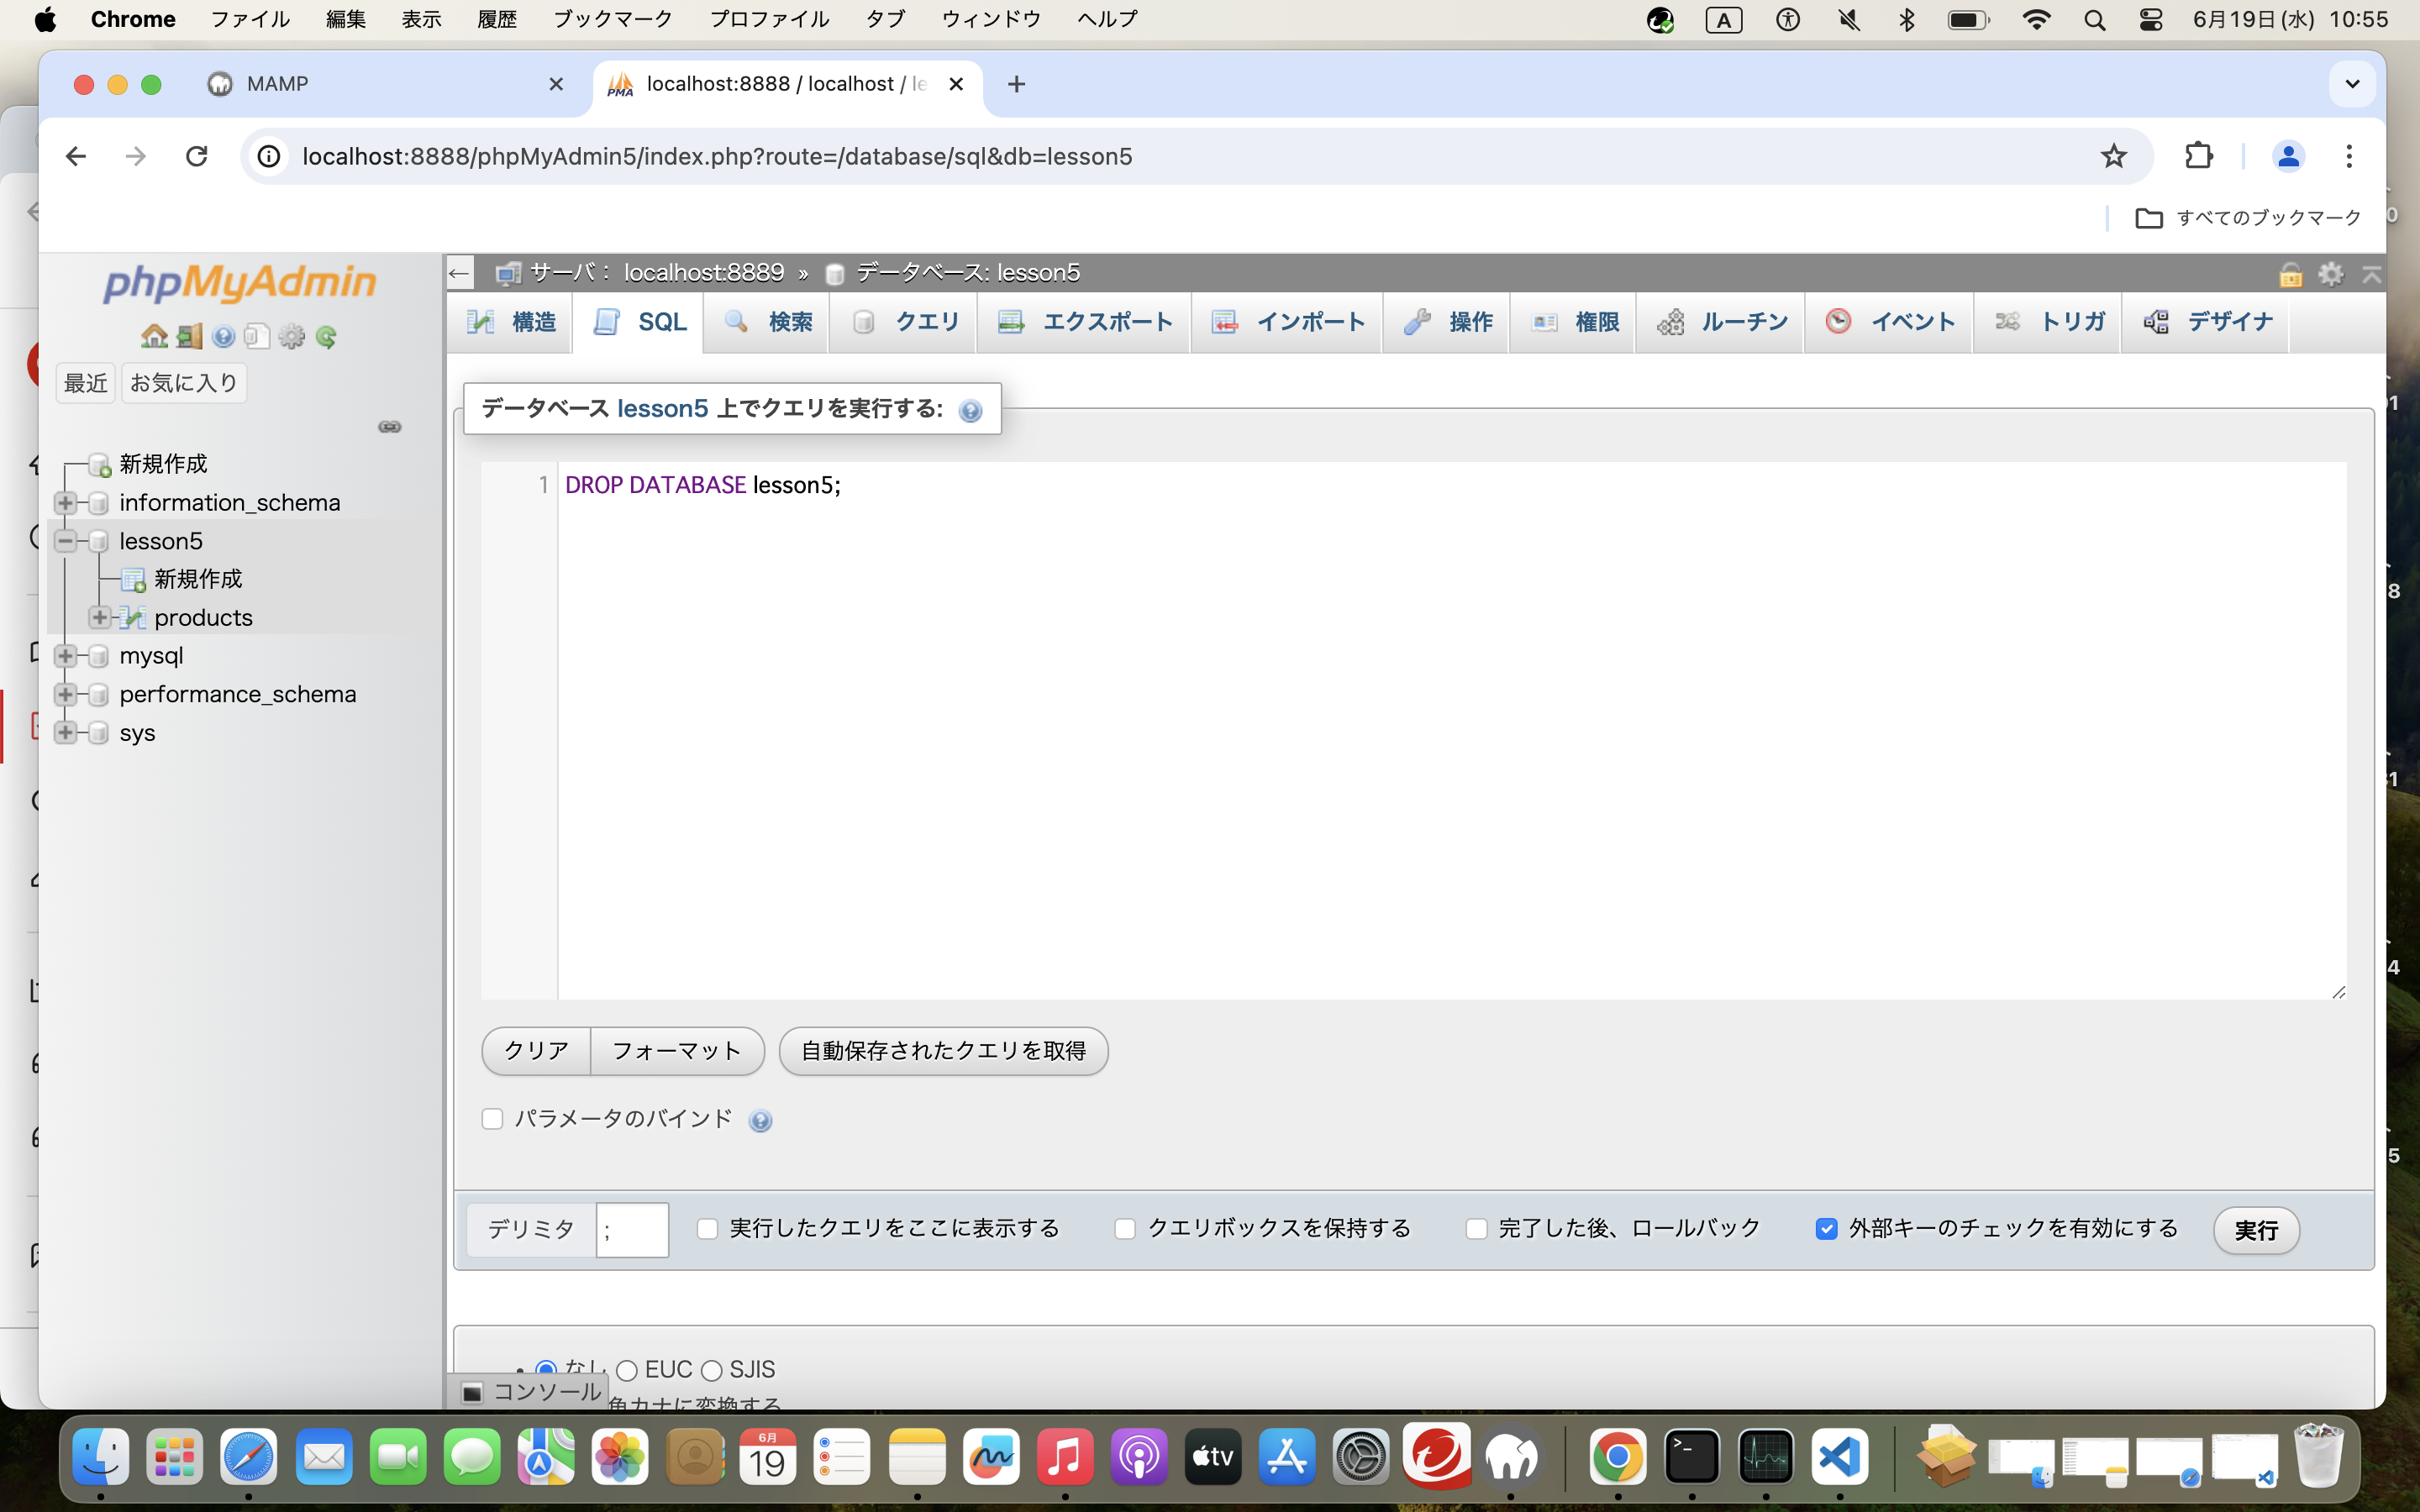 Chrome ファイル 編集 表示 履歴 ブックマーク プロファイル タブ ウィンドウ ヘルプ A 6月19日(水) 10:55
MAMP
PMA localhost:8888 / localhost / le
localhost:8888/phpMyAdmin5/index.php?route=/database/sql&db=lesson5
すべてのブックマーク
phpMyAdmin
最近 お気に入り
新規作成
information_schema
lesson5
新規作成
products
mysql
performance_schema
sys
サーバ: localhost:8889 » データベース: lesson5
構造 SQL 検索 クエリ エクスポート インポート 操作 権限 ルーチン イベント トリガ デザイナ
データベース lesson5 上でクエリを実行する:
1 DROP DATABASE lesson5;
クリア フォーマット 自動保存されたクエリを取得
パラメータのバインド
デリミタ ; 実行したクエリをここに表示する クエリボックスを保持する 完了した後、ロールバック 外部キーのチェックを有効にする 実行
なし EUC SJIS
コンソール
角カナに変換する
6月
19
tv